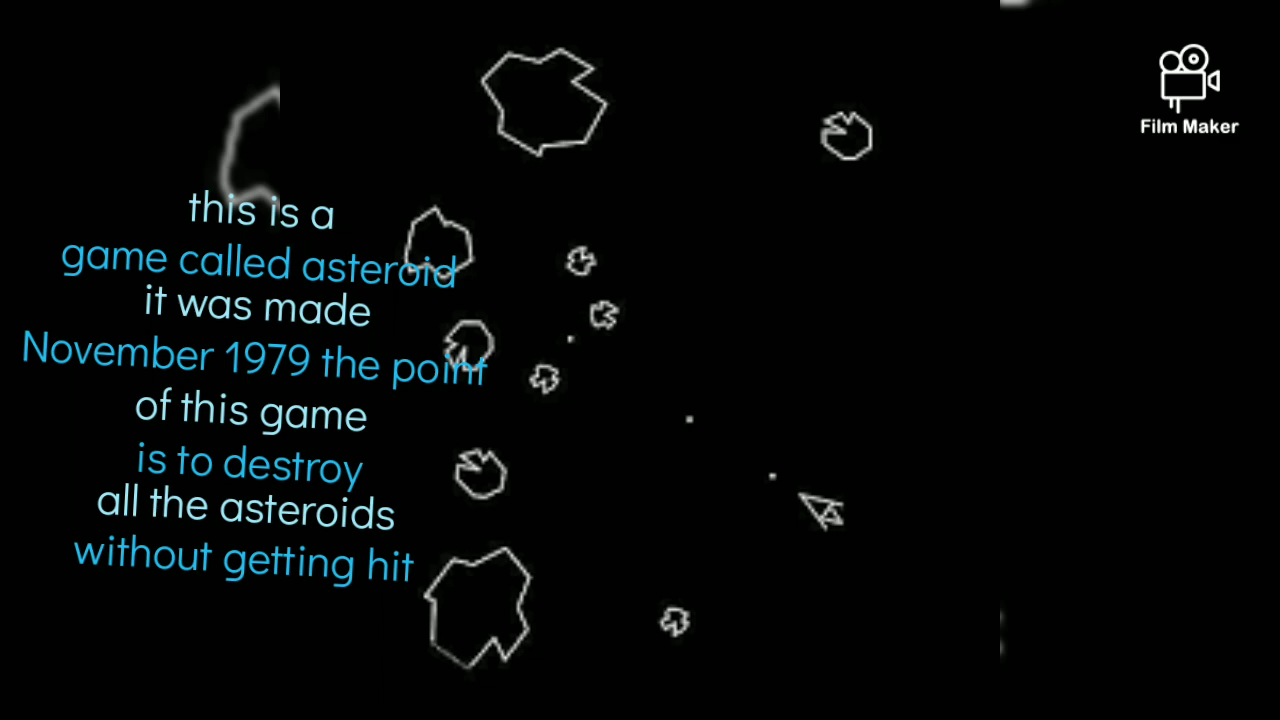 this is a
game called asteroid
it was made
November 1979 the point
of this game
is to destroy
all the asteroids
without getting hit
Film Maker